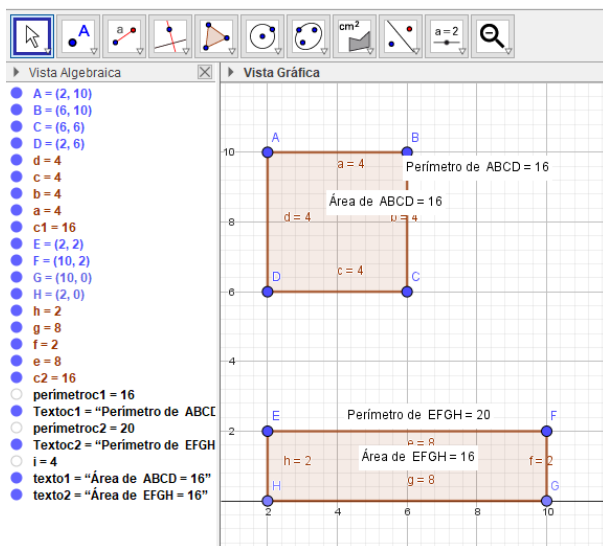 A
a
cm²
a = 2
Vista Algebraica
Vista Gráfica
A = (2, 10)
B = (6, 10)
C = (6, 6)
D = (2, 6)
d = 4
c = 4
b = 4
a = 4
c1 = 16
E = (2, 2)
F = (10, 2)
G = (10, 0)
H = (2, 0)
h = 2
g = 8
f = 2
e = 8
c2 = 16
perimetroc1 = 16
Textoc1 = “Perimetro de ABCD
perimetroc2 = 20
Textoc2 = “Perimetro de EFGH
i = 4
texto1 = “Área de ABCD = 16”
texto2 = “Área de EFGH = 16”
A
B
10
a = 4
Perímetro de ABCD = 16
Área de ABCD = 16
8
d = 4
b = 4
D
c = 4
C
6
4
E
Perímetro de EFGH = 20
F
2
e = 8
h = 2
Área de EFGH = 16
f = 2
g = 8
H
G
2
4
6
8
10